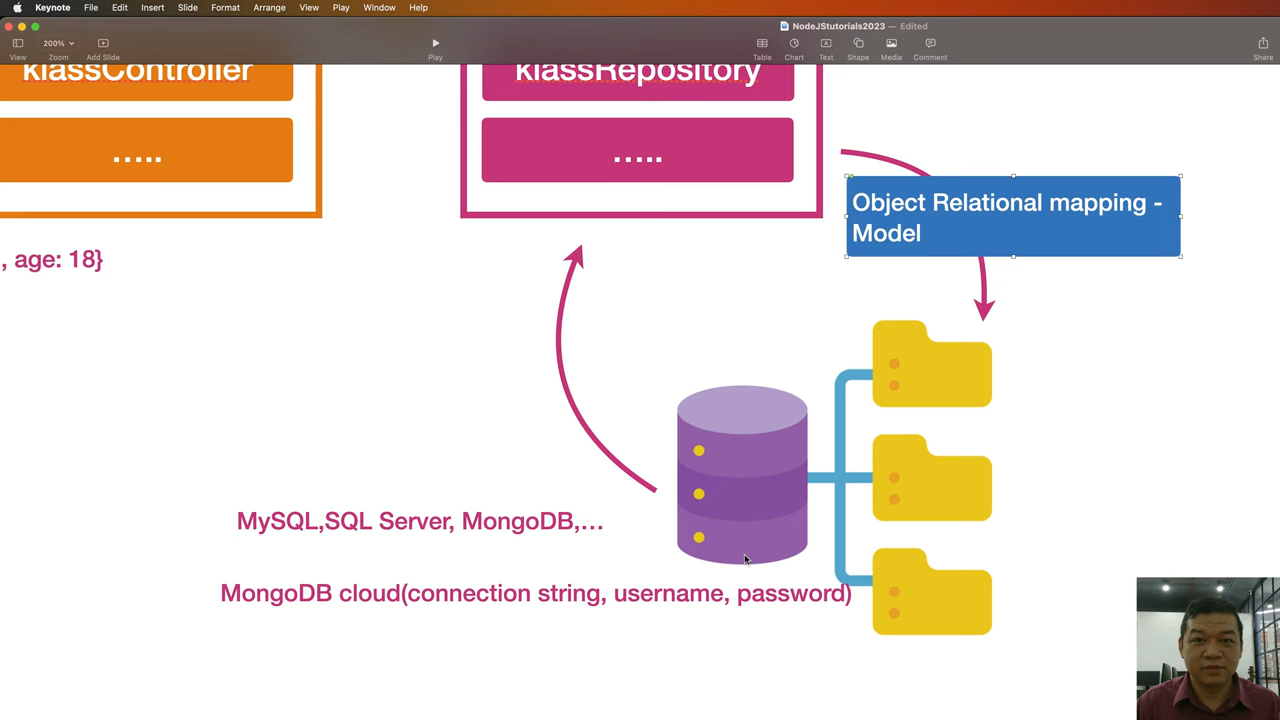 Keynote File Edit Insert Slide Format Arrange View Play Window Help
NodeJStutorials2023 — Edited
200%
View Zoom Add Slide Play Table Chart Text Shape Media Comment Share
klassController
klassRepository
.....
.....
Object Relational mapping -
Model
, age: 18}
MySQL,SQL Server, MongoDB,...
MongoDB cloud(connection string, username, password)